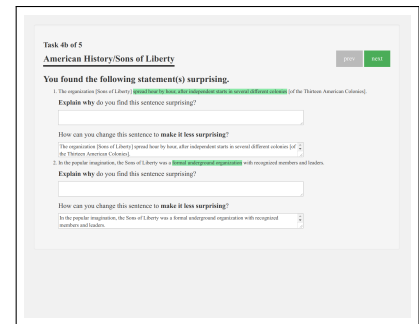 Task 4b of 5
American History/Sons of Liberty
prev
next
You found the following statement(s) surprising.
1. The organization [Sons of Liberty] spread hour by hour, after independent starts in several different colonies [of the Thirteen American Colonies].
Explain why do you find this sentence surprising?
How can you change this sentence to make it less surprising?
The organization [Sons of Liberty] spread hour by hour, after independent starts in several different colonies [of
the Thirteen American Colonies].
2. In the popular imagination, the Sons of Liberty was a formal underground organization with recognized members and leaders.
Explain why do you find this sentence surprising?
How can you change this sentence to make it less surprising?
In the popular imagination, the Sons of Liberty was a formal underground organization with recognized
members and leaders.